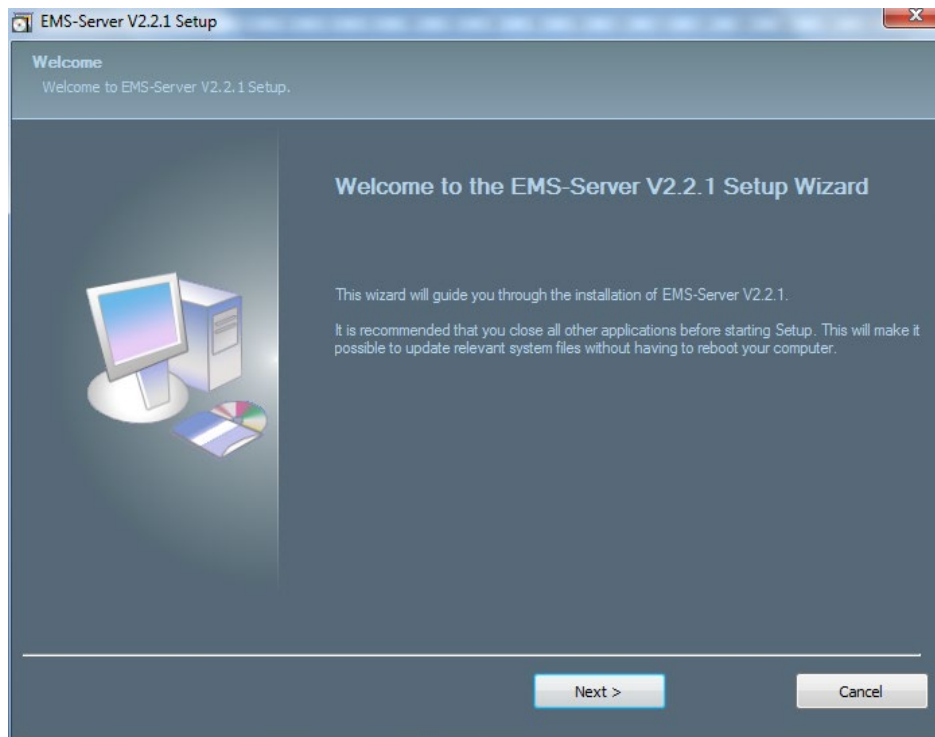 EMS-Server V2.2.1 Setup
Welcome
Welcome to EMS-Server V2.2.1 Setup.
Welcome to the EMS-Server V2.2.1 Setup Wizard
This wizard will guide you through the installation of EMS-Server V2.2.1.
It is recommended that you close all other applications before starting Setup. This will make it
possible to update relevant system files without having to reboot your computer.
Next >
Cancel